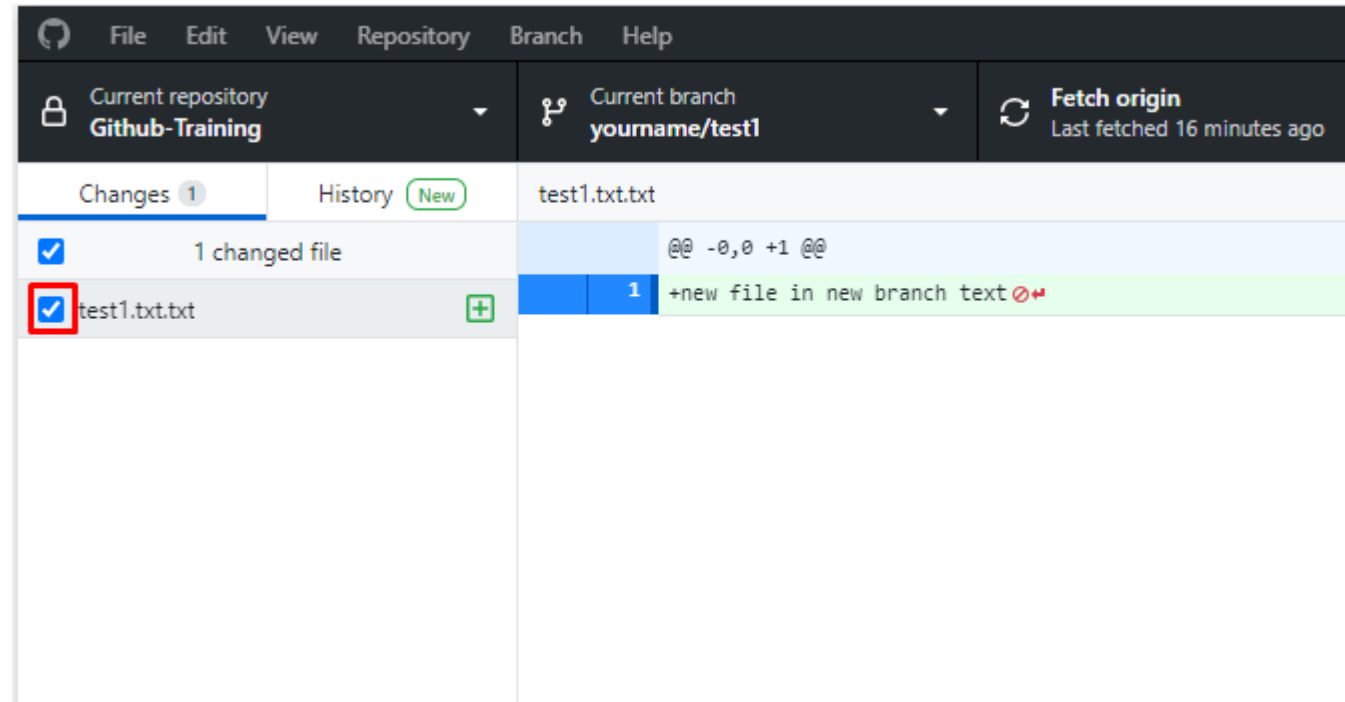 File Edit View Repository Branch Help
Current repository
Github-Training
Current branch
yourname/test1
Fetch origin
Last fetched 16 minutes ago
Changes 1
History New
test1.txt.txt
1 changed file
@@ -0,0 +1 @@
test1.txt.txt
1 +new file in new branch text